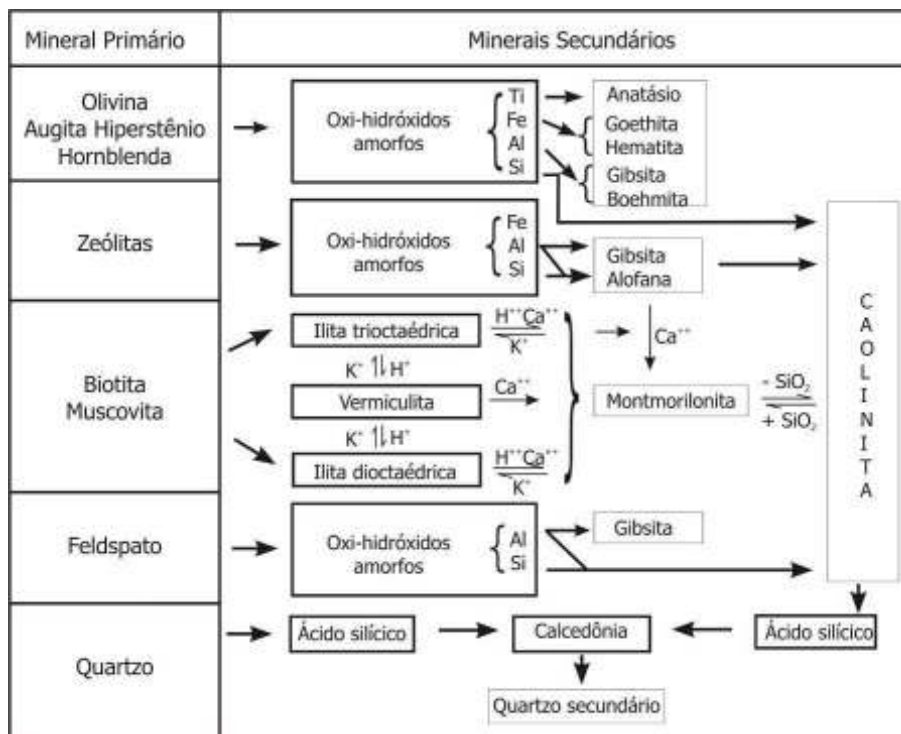 Mineral Primário
Minerais Secundários
Olivina
Augita Hiperstênio
Hornblenda
Oxi-hidróxidos
amorfos
Ti
Fe
Al
Si
Anatásio
Goethita
Hematita
Gibsita
Boehmita
Zeólitas
Oxi-hidróxidos
amorfos
Fe
Al
Si
Gibsita
Alofana
Biotita
Muscovita
Ilita trioctaédrica
H⁺⁺Ca⁺⁺
K⁺
Ca⁺⁺
K⁺ H⁺
Vermiculita
Ca⁺⁺
Montmorilonita
- SiO₂
+ SiO₂
K⁺ H⁺
Ilita dioctaédrica
H⁺⁺Ca⁺⁺
K⁺
CAOLINITA
Feldspato
Oxi-hidróxidos
amorfos
Al
Si
Gibsita
Quartzo
Ácido silícico
Calcedônia
Ácido silícico
Quartzo secundário